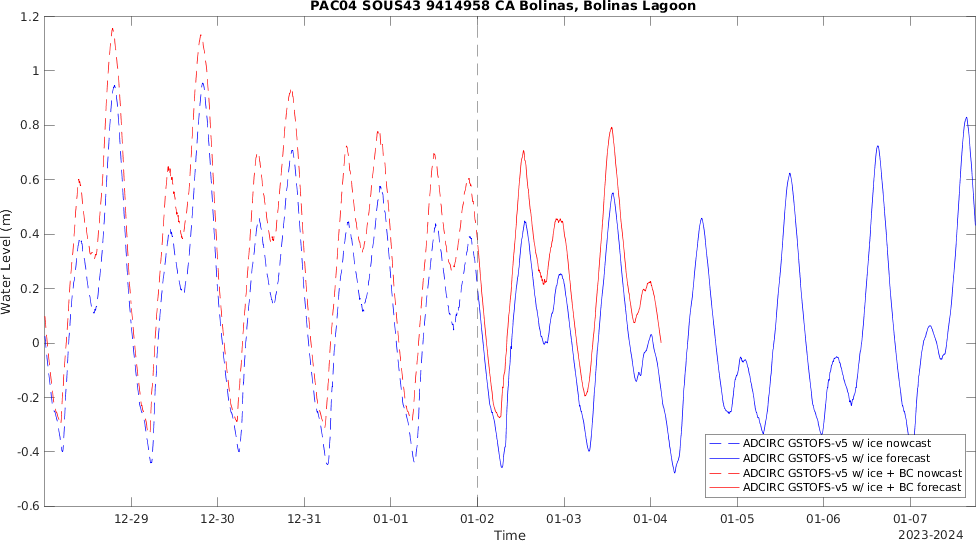 PAC04 SOUS43 9414958 CA Bolinas, Bolinas Lagoon
1.2
1
0.8
0.6
0.4
0.2
0
-0.2
-0.4
-0.6
Water Level (m)
12-29 12-30 12-31 01-01 01-02 01-03 01-04 01-05 01-06 01-07
Time
2023-2024
ADCIRC GSTOFS-v5 w/ ice nowcast
ADCIRC GSTOFS-v5 w/ ice forecast
ADCIRC GSTOFS-v5 w/ ice + BC nowcast
ADCIRC GSTOFS-v5 w/ ice + BC forecast